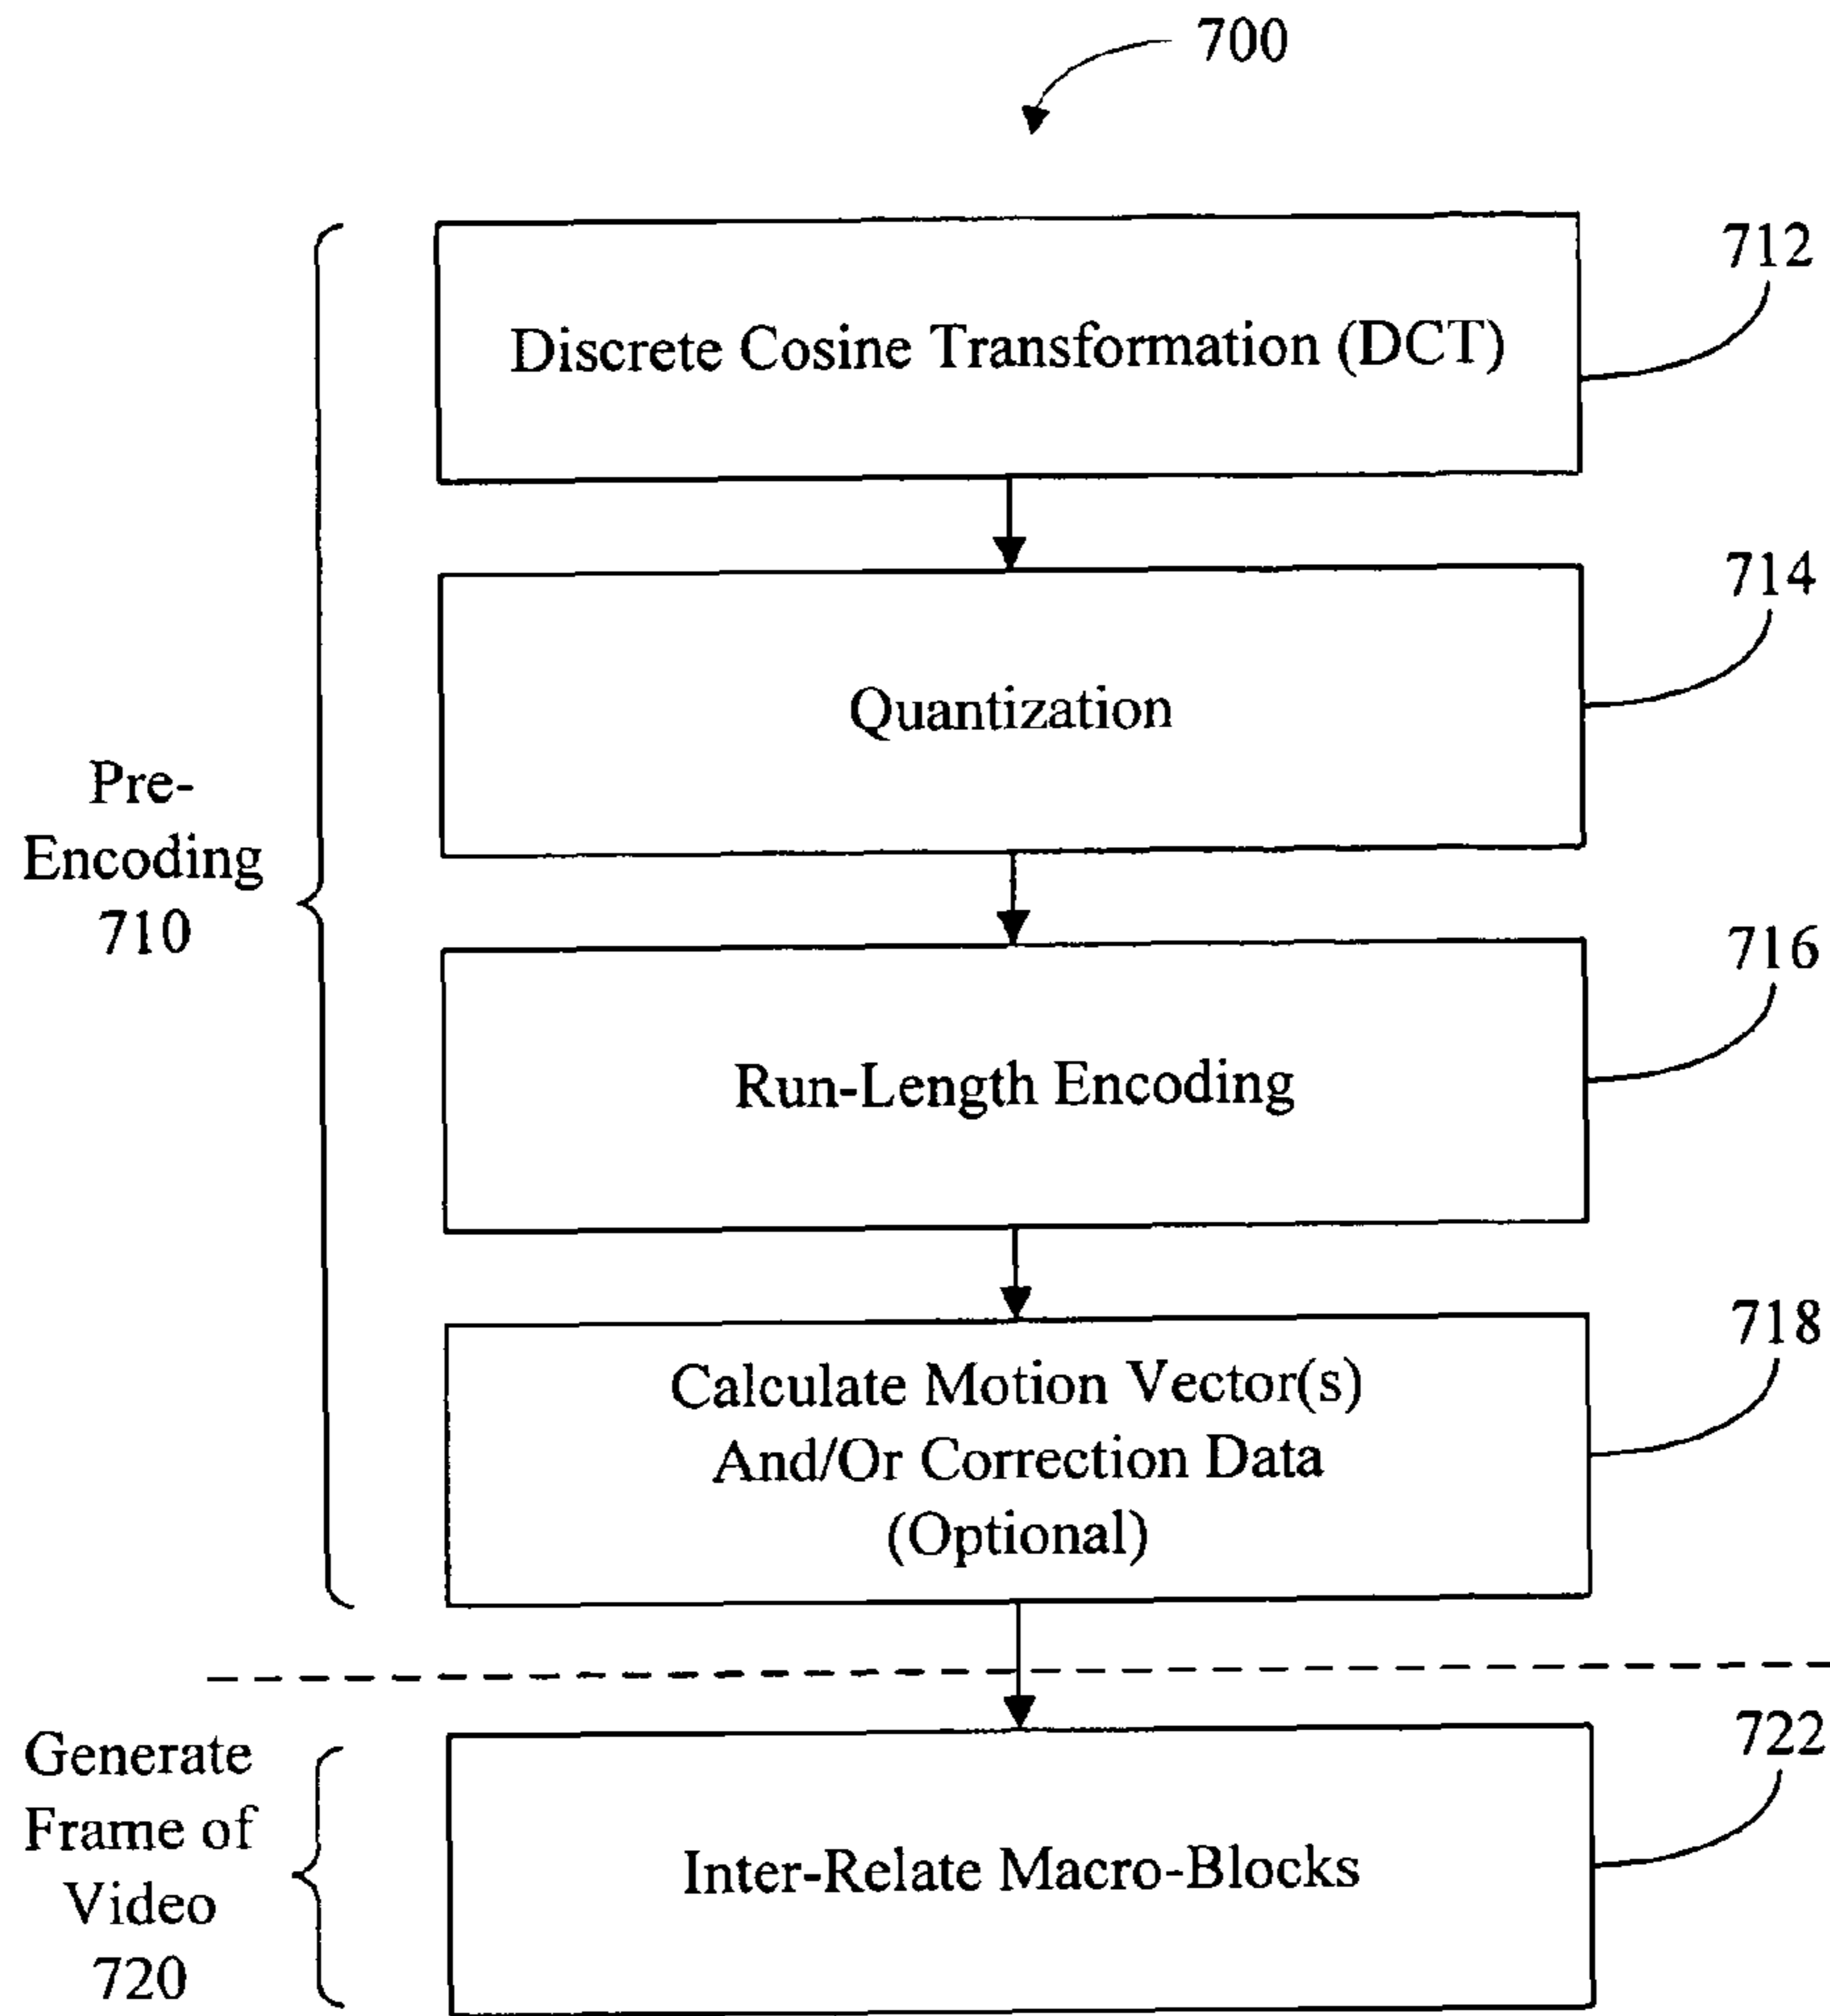 700
712
Discrete Cosine Transformation (DCT)
714
Quantization
Pre-
Encoding
710
716
Run-Length Encoding
718
Calculate Motion Vector(s)
And/Or Correction Data
(Optional)
722
Generate
Frame of
Video
720
Inter-Relate Macro-Blocks